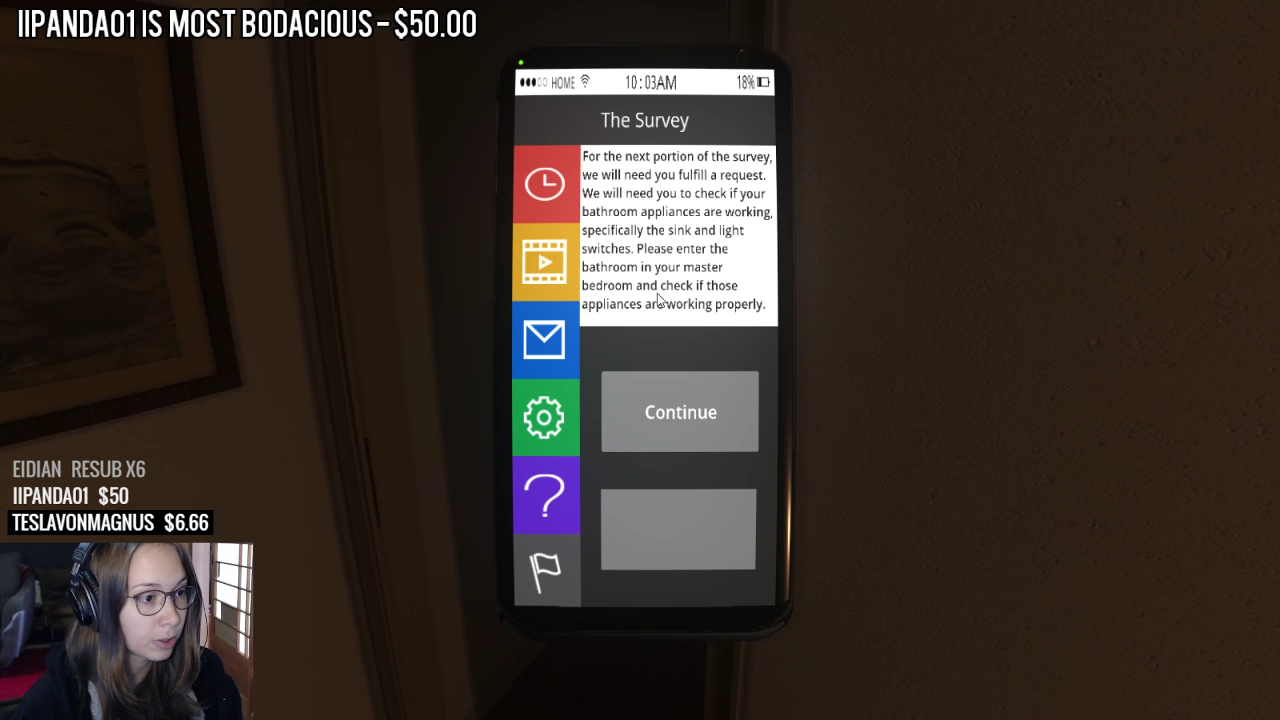 IIPANDA01 IS MOST BODACIOUS - $50.00
HOME 10:03AM 18%
The Survey
For the next portion of the survey,
we will need you fulfill a request.
We will need you to check if your
bathroom appliances are working,
specifically the sink and light
switches. Please enter the
bathroom in your master
bedroom and check if those
appliances are working properly.
Continue
EIDIAN RESUB X6
IIPANDA01 $50
TESLAVONMAGNUS $6.66